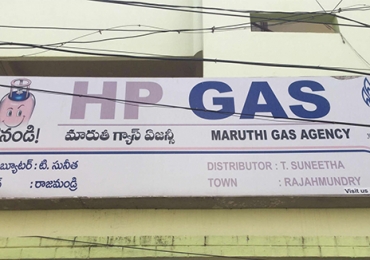 HP GAS
నండి!
మారుతి గ్యాస్ ఏజన్సీ
MARUTHI GAS AGENCY
బ్యూటర్ : టి. సునీత
DISTRIBUTOR : T. SUNEETHA
: రాజమండ్రి
TOWN : RAJAHMUNDRY
Visit us